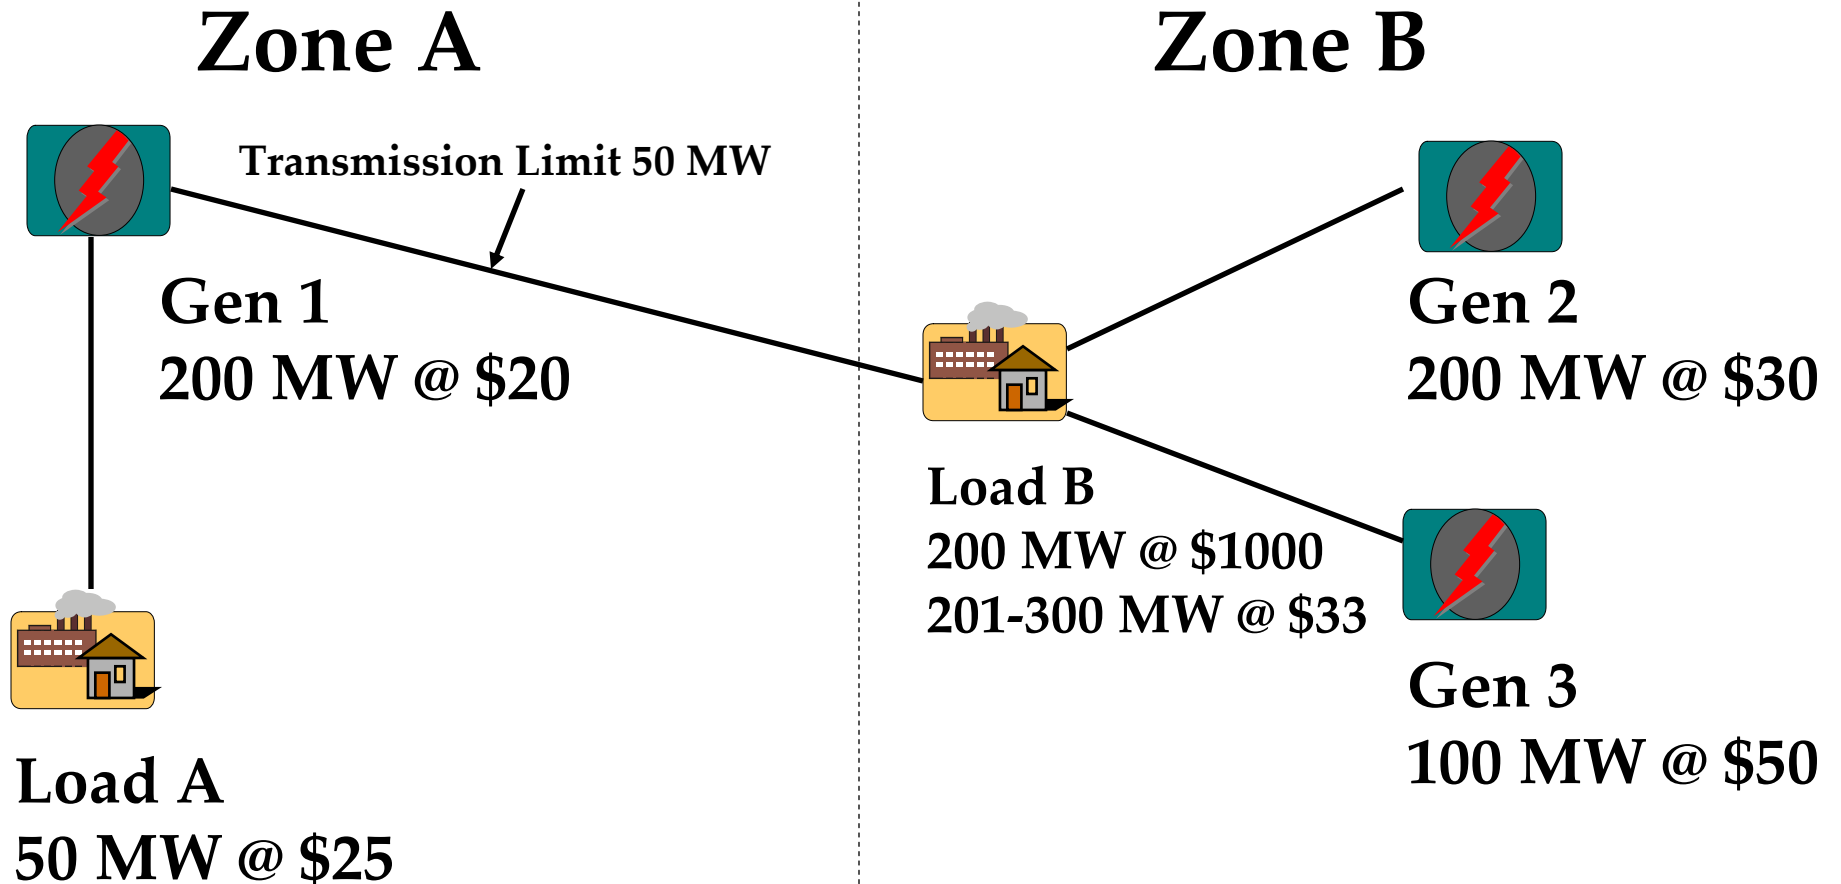 Zone A
Zone B
Transmission Limit 50 MW
Gen 1
200 MW @ $20
Gen 2
200 MW @ $30
Load B
200 MW @ $1000
201-300 MW @ $33
Gen 3
100 MW @ $50
Load A
50 MW @ $25